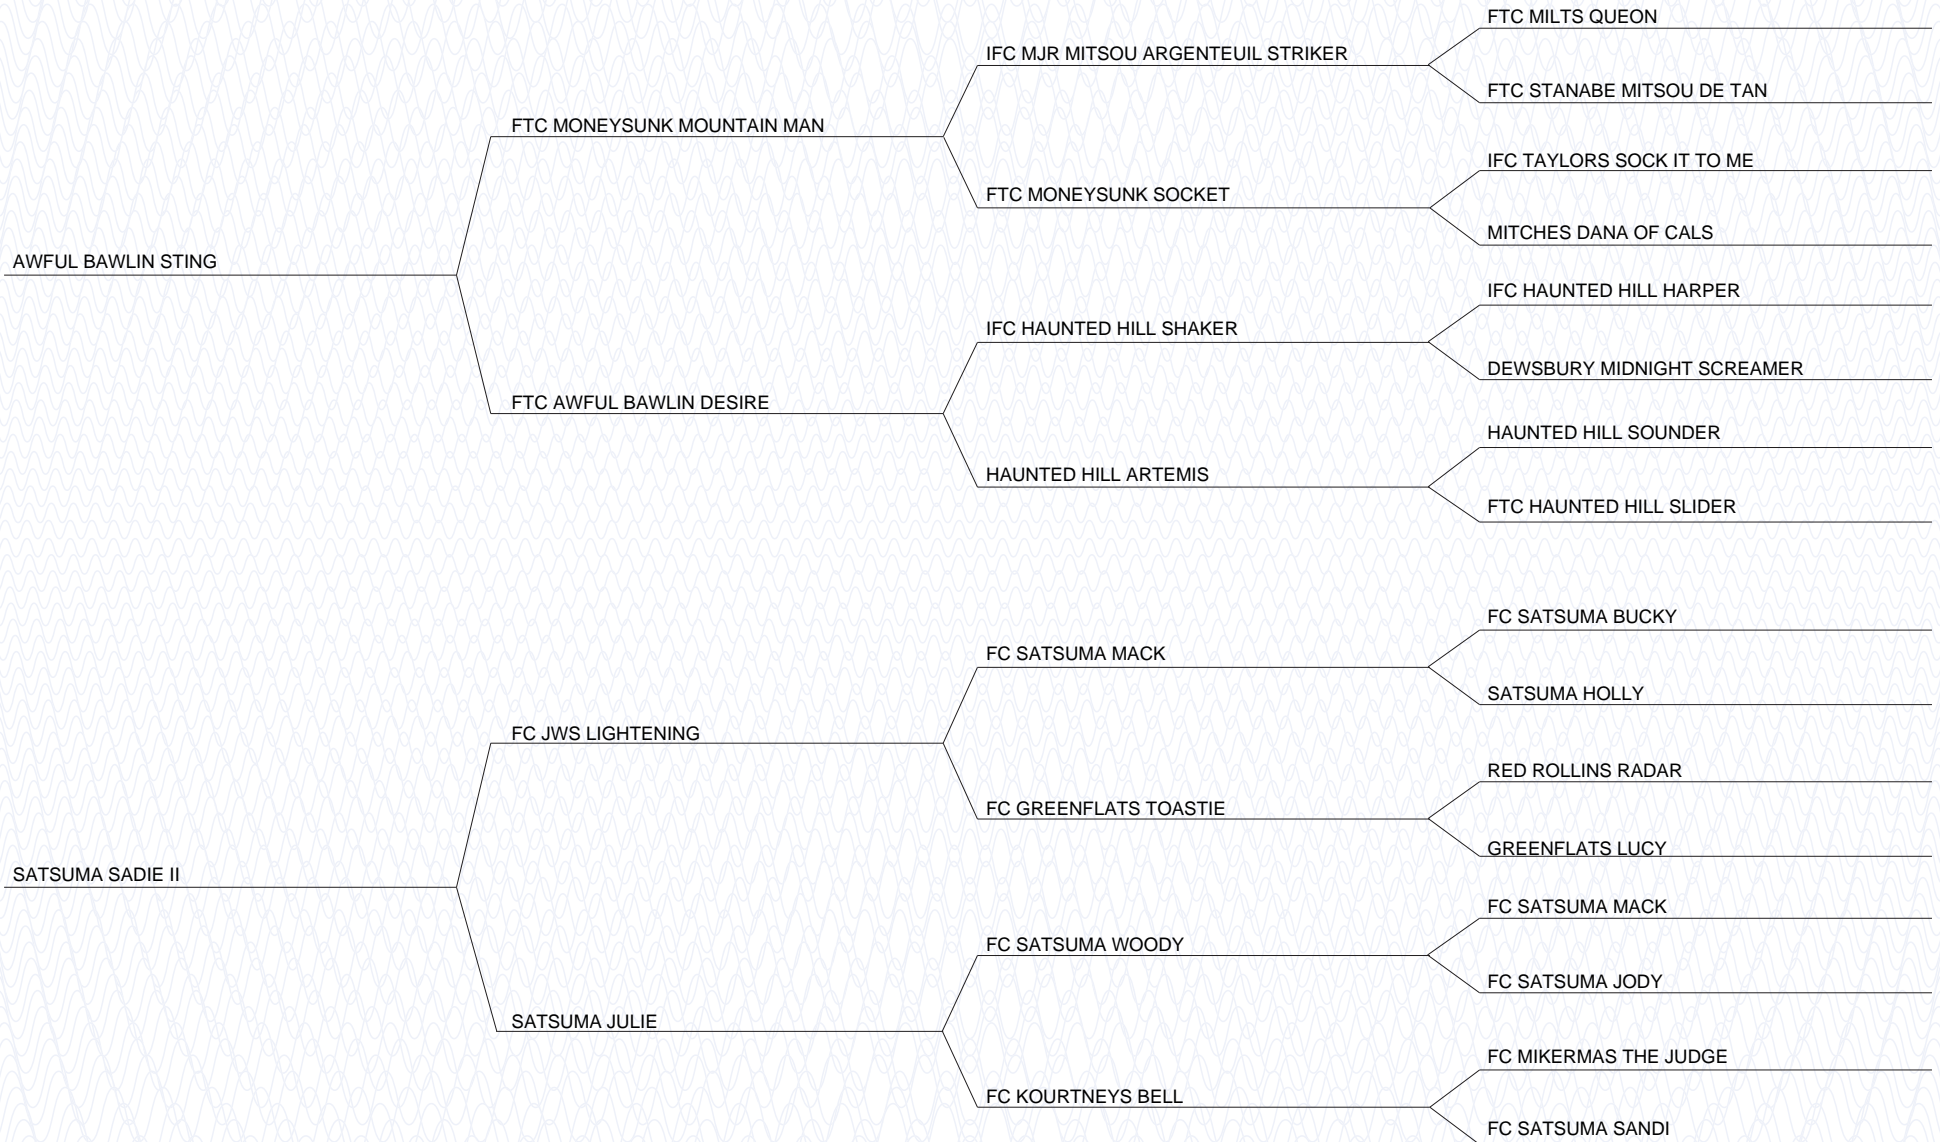 FTC MILTS QUEON
IFC MJR MITSOU ARGENTEUIL STRIKER
FTC STANABE MITSOU DE TAN
FTC MONEYSUNK MOUNTAIN MAN
IFC TAYLORS SOCK IT TO ME
FTC MONEYSUNK SOCKET
MITCHES DANA OF CALS
AWFUL BAWLIN STING
IFC HAUNTED HILL HARPER
IFC HAUNTED HILL SHAKER
DEWSBURY MIDNIGHT SCREAMER
FTC AWFUL BAWLIN DESIRE
HAUNTED HILL SOUNDER
HAUNTED HILL ARTEMIS
FTC HAUNTED HILL SLIDER
FC SATSUMA BUCKY
FC SATSUMA MACK
SATSUMA HOLLY
FC JWS LIGHTENING
RED ROLLINS RADAR
FC GREENFLATS TOASTIE
GREENFLATS LUCY
SATSUMA SADIE II
FC SATSUMA MACK
FC SATSUMA WOODY
FC SATSUMA JODY
SATSUMA JULIE
FC MIKERMAS THE JUDGE
FC KOURTNEYS BELL
FC SATSUMA SANDI